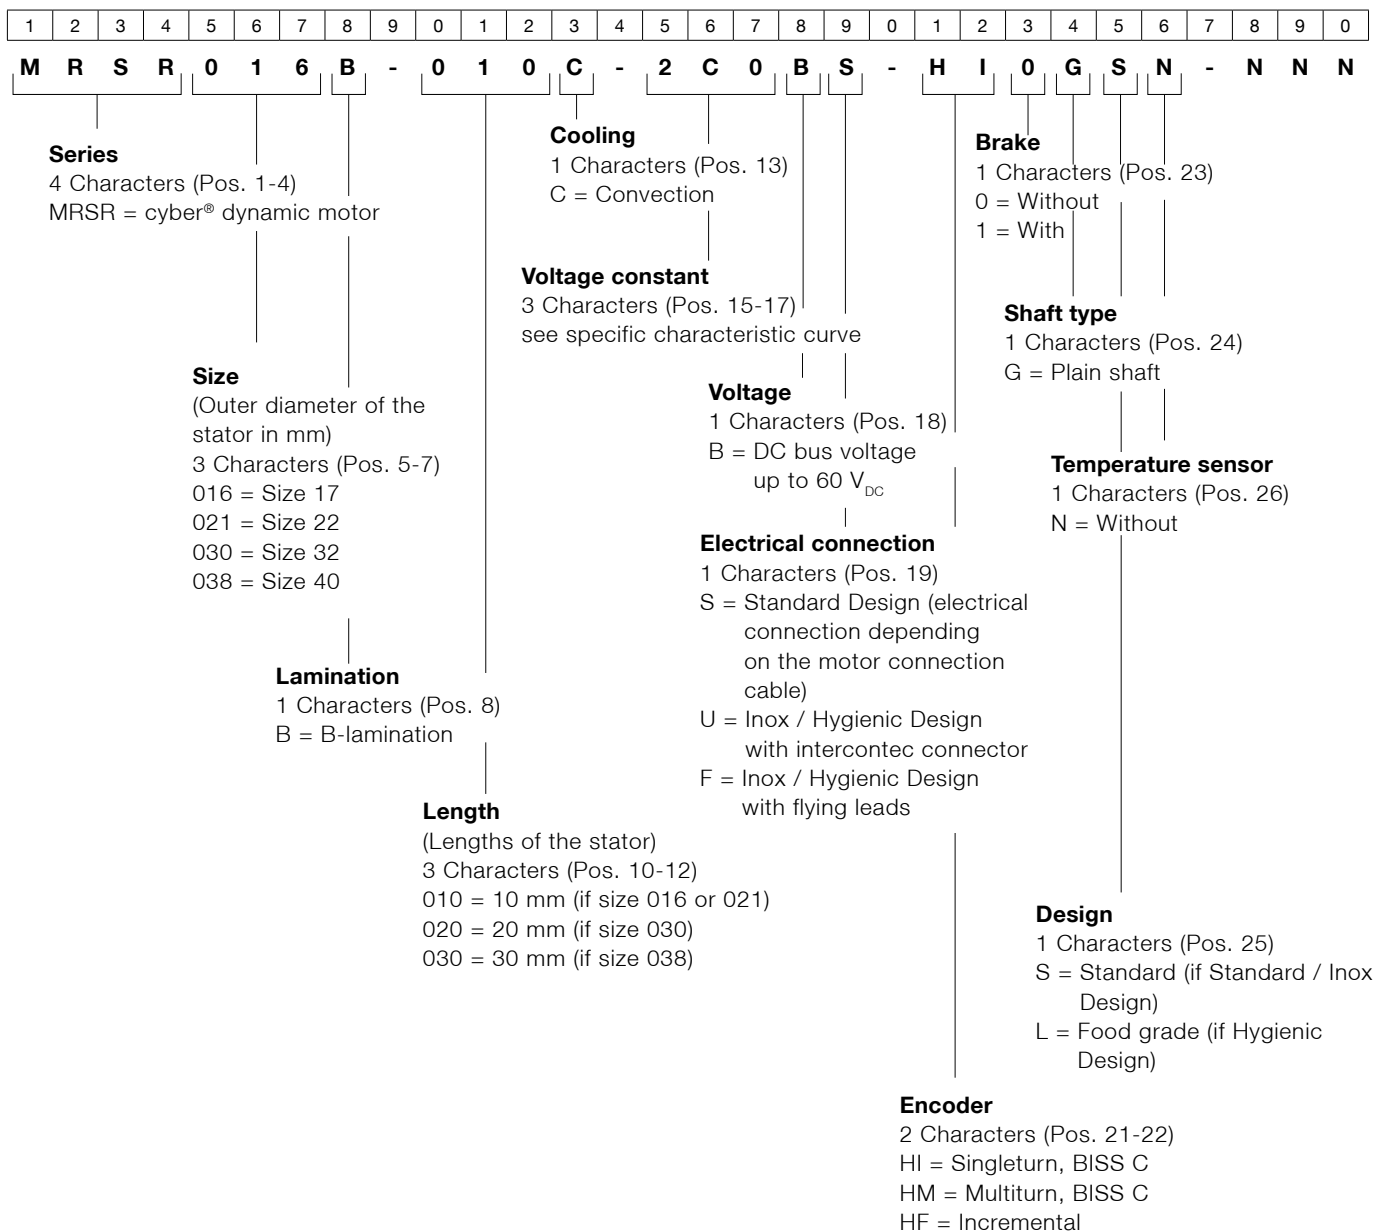 1 2 3 4 5 6 7 8 9 0 1 2 3 4 5 6 7 8 9 0 1 2 3 4 5 6 7 8 9 0
M R S R 0 1 6 B - 0 1 0 C - 2 C 0 B S - H I 0 G S N - N N N
Series
4 Characters (Pos. 1-4)
MRSR = cyber® dynamic motor
Size
(Outer diameter of the
stator in mm)
3 Characters (Pos. 5-7)
016 = Size 17
021 = Size 22
030 = Size 32
038 = Size 40
Lamination
1 Characters (Pos. 8)
B = B-lamination
Length
(Lengths of the stator)
3 Characters (Pos. 10-12)
010 = 10 mm (if size 016 or 021)
020 = 20 mm (if size 030)
030 = 30 mm (if size 038)
Cooling
1 Characters (Pos. 13)
C = Convection
Voltage constant
3 Characters (Pos. 15-17)
see specific characteristic curve
Voltage
1 Characters (Pos. 18)
B = DC bus voltage
up to 60 V DC
Electrical connection
1 Characters (Pos. 19)
S = Standard Design (electrical
connection depending
on the motor connection
cable)
U = Inox / Hygienic Design
with intercontec connector
F = Inox / Hygienic Design
with flying leads
Encoder
2 Characters (Pos. 21-22)
HI = Singleturn, BISS C
HM = Multiturn, BISS C
HF = Incremental
Brake
1 Characters (Pos. 23)
0 = Without
1 = With
Shaft type
1 Characters (Pos. 24)
G = Plain shaft
Design
1 Characters (Pos. 25)
S = Standard (if Standard / Inox
Design)
L = Food grade (if Hygienic
Design)
Temperature sensor
1 Characters (Pos. 26)
N = Without